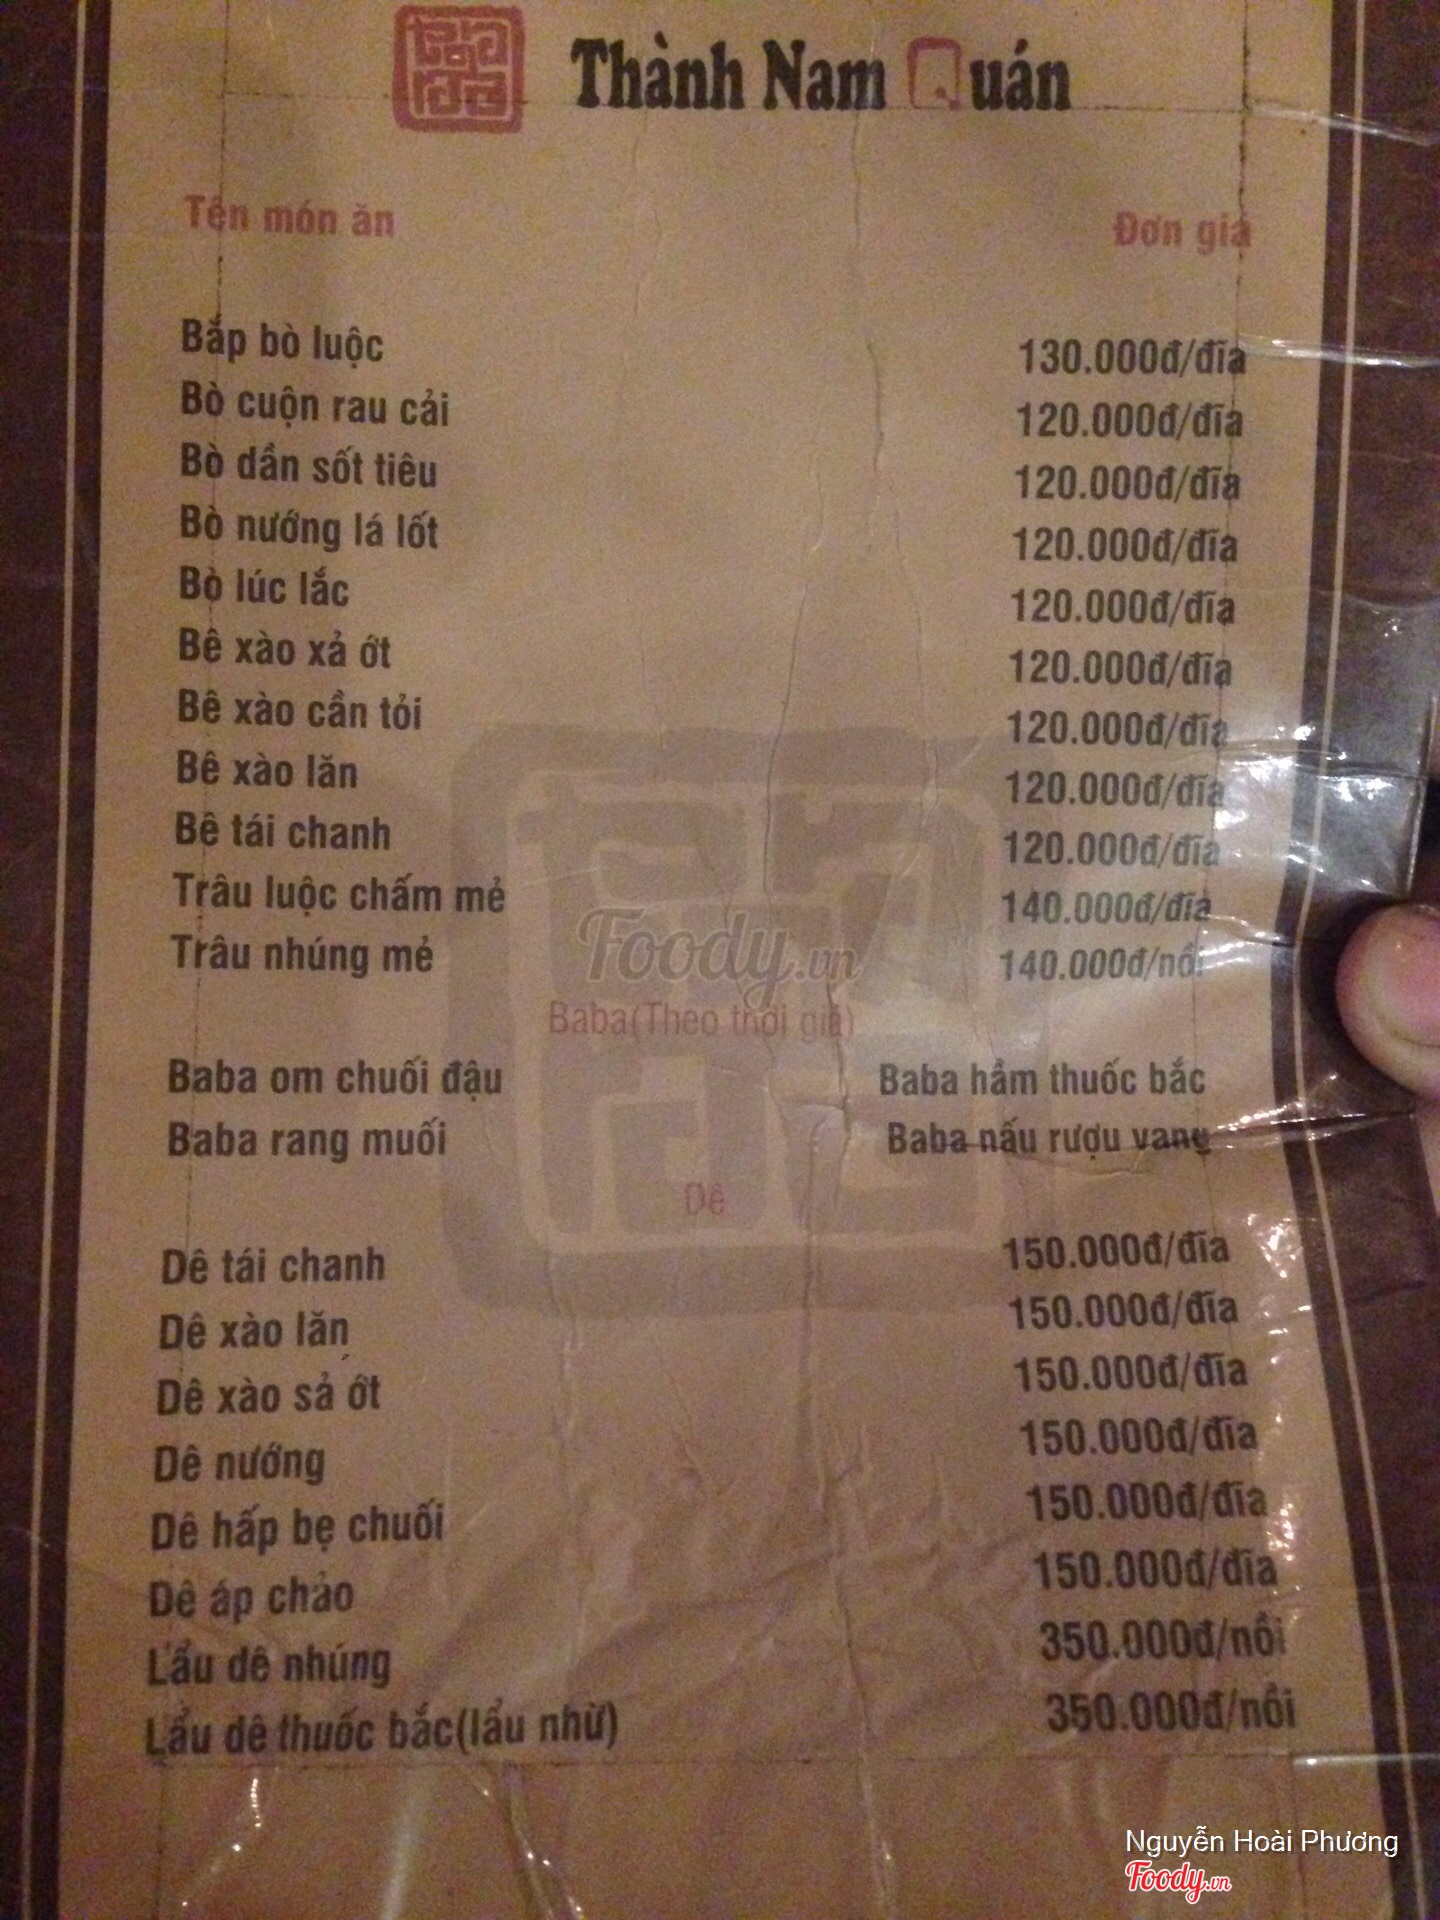 Thành Nam Quán
Tên món ăn Đơn giá
Bắp bò luộc 130.000đ/đĩa
Bò cuộn rau cải 120.000đ/đĩa
Bò dần sốt tiêu 120.000đ/đĩa
Bò nướng lá lốt 120.000đ/đĩa
Bò lúc lắc 120.000đ/đĩa
Bê xào xả ớt 120.000đ/đĩa
Bê xào cần tỏi 120.000đ/đĩa
Bê xào lăn 120.000đ/đĩa
Bê tái chanh 120.000đ/đĩa
Trâu luộc chấm mẻ 140.000đ/đĩa
Trâu nhúng mẻ 140.000đ/nồi
Foody.vn
Baba(Theo thời giá)
Baba om chuối đậu Baba hầm thuốc bắc
Baba rang muối Baba nấu rượu vang
Dê
Dê tái chanh 150.000đ/đĩa
Dê xào lăn 150.000đ/đĩa
Dê xào sả ớt 150.000đ/đĩa
Dê nướng 150.000đ/đĩa
Dê hấp bẹ chuối 150.000đ/đĩa
Dê áp chảo 150.000đ/đĩa
Lẩu dê nhúng 350.000đ/nồi
Lẩu dê thuốc bắc(lẩu nhừ) 350.000đ/nồi
Nguyễn Hoài Phương
Foody.vn